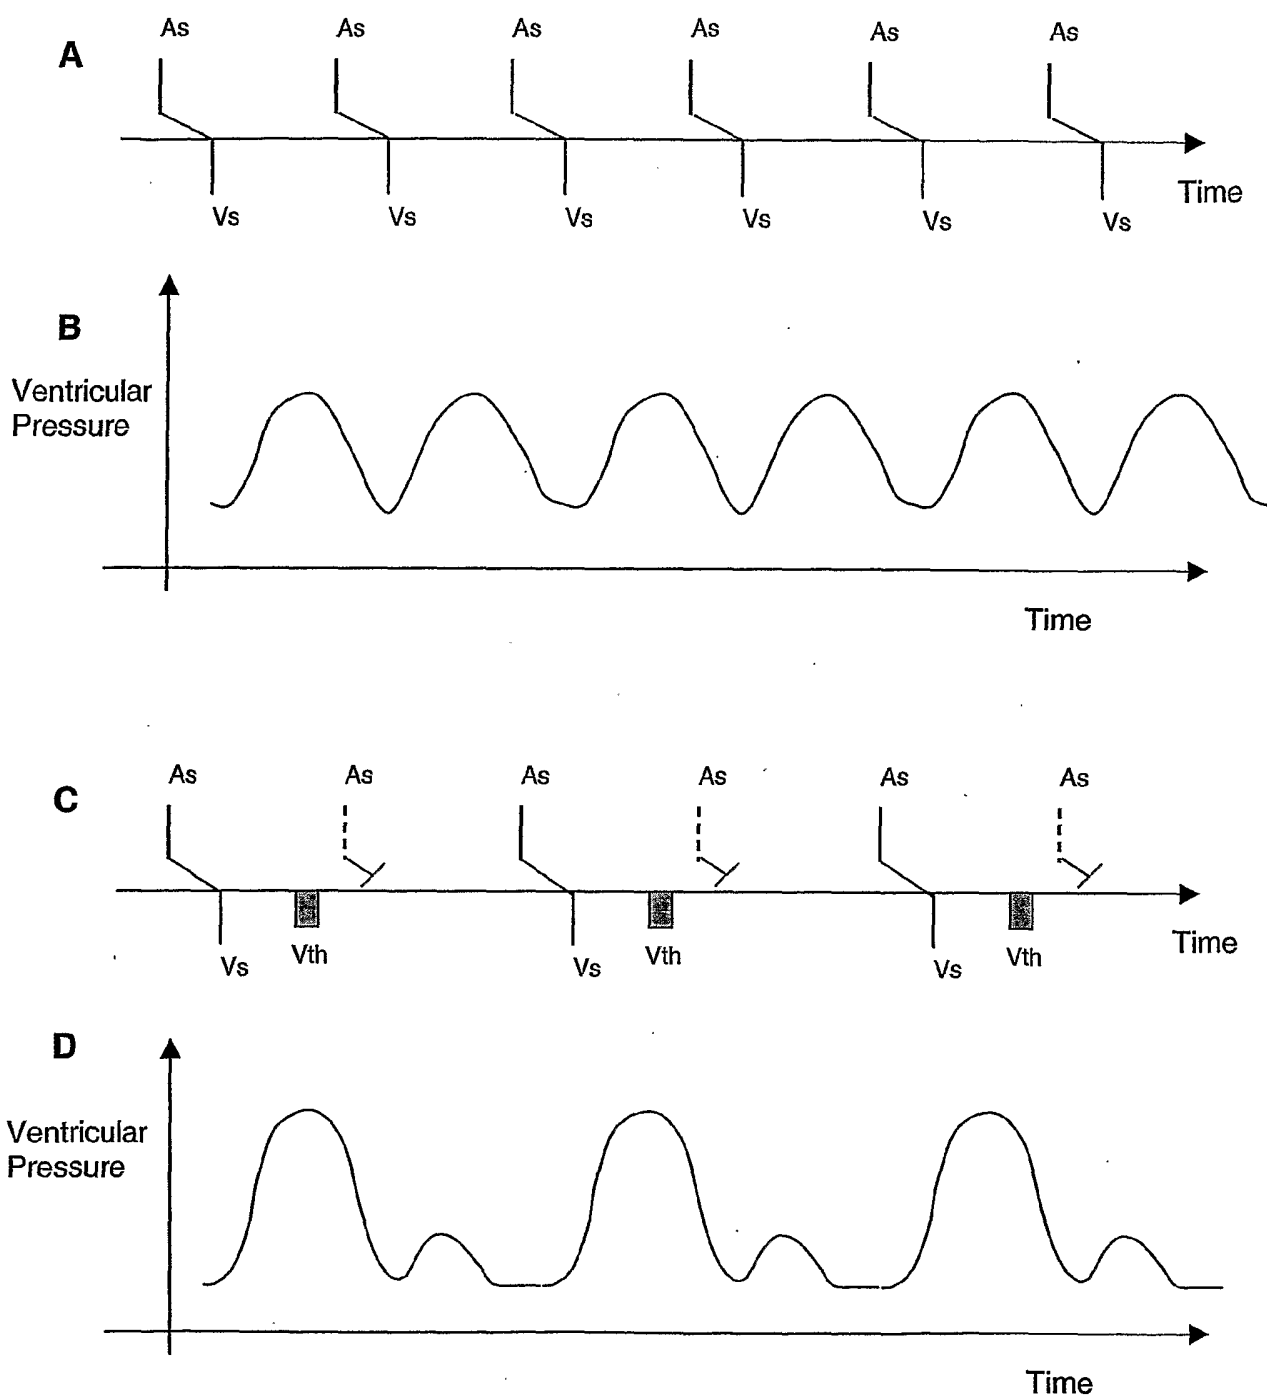 As As As As As As
A
Time
Vs Vs Vs Vs Vs Vs
B
Ventricular
Pressure
Time
As As As As As As
C
Vs Vth Vs Vth Vs Vth
Time
D
Ventricular
Pressure
Time